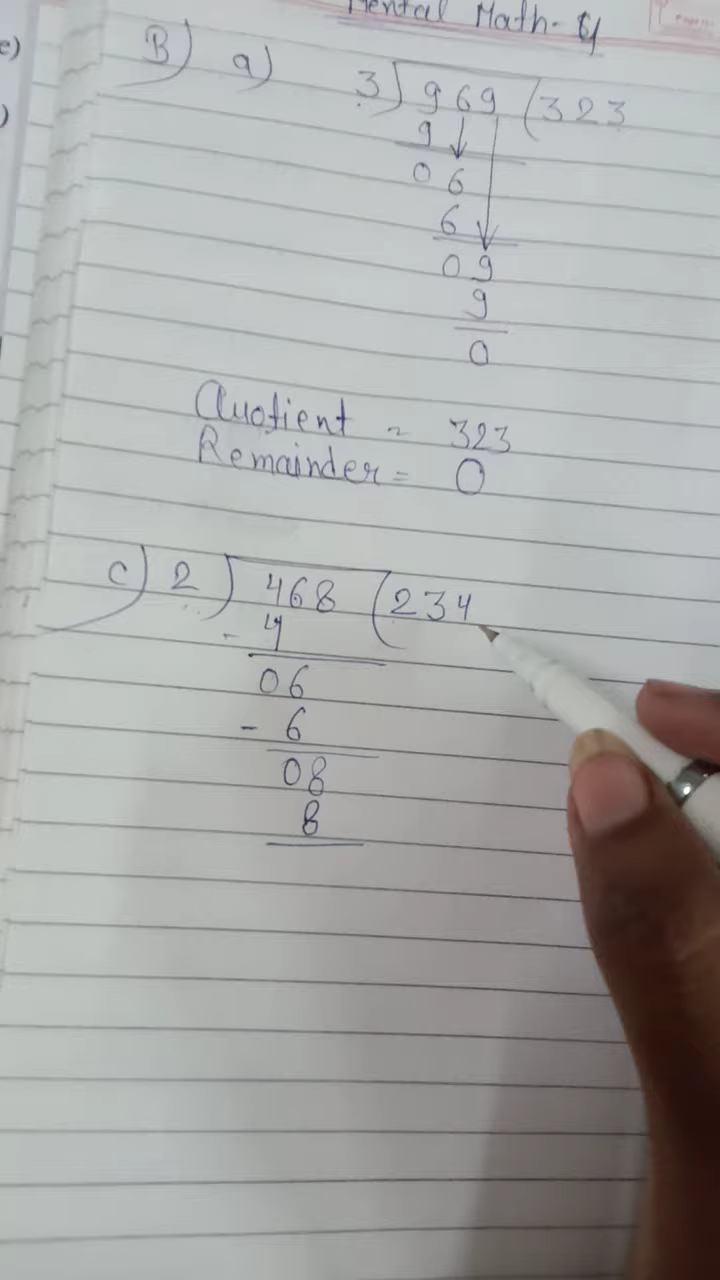 Mental Math-
B) a) 3) 969 (323
9
06
6
09
9
0
Quotient = 323
Remainder = 0
c) 2) 468 (234
- 4
06
- 6
08
8